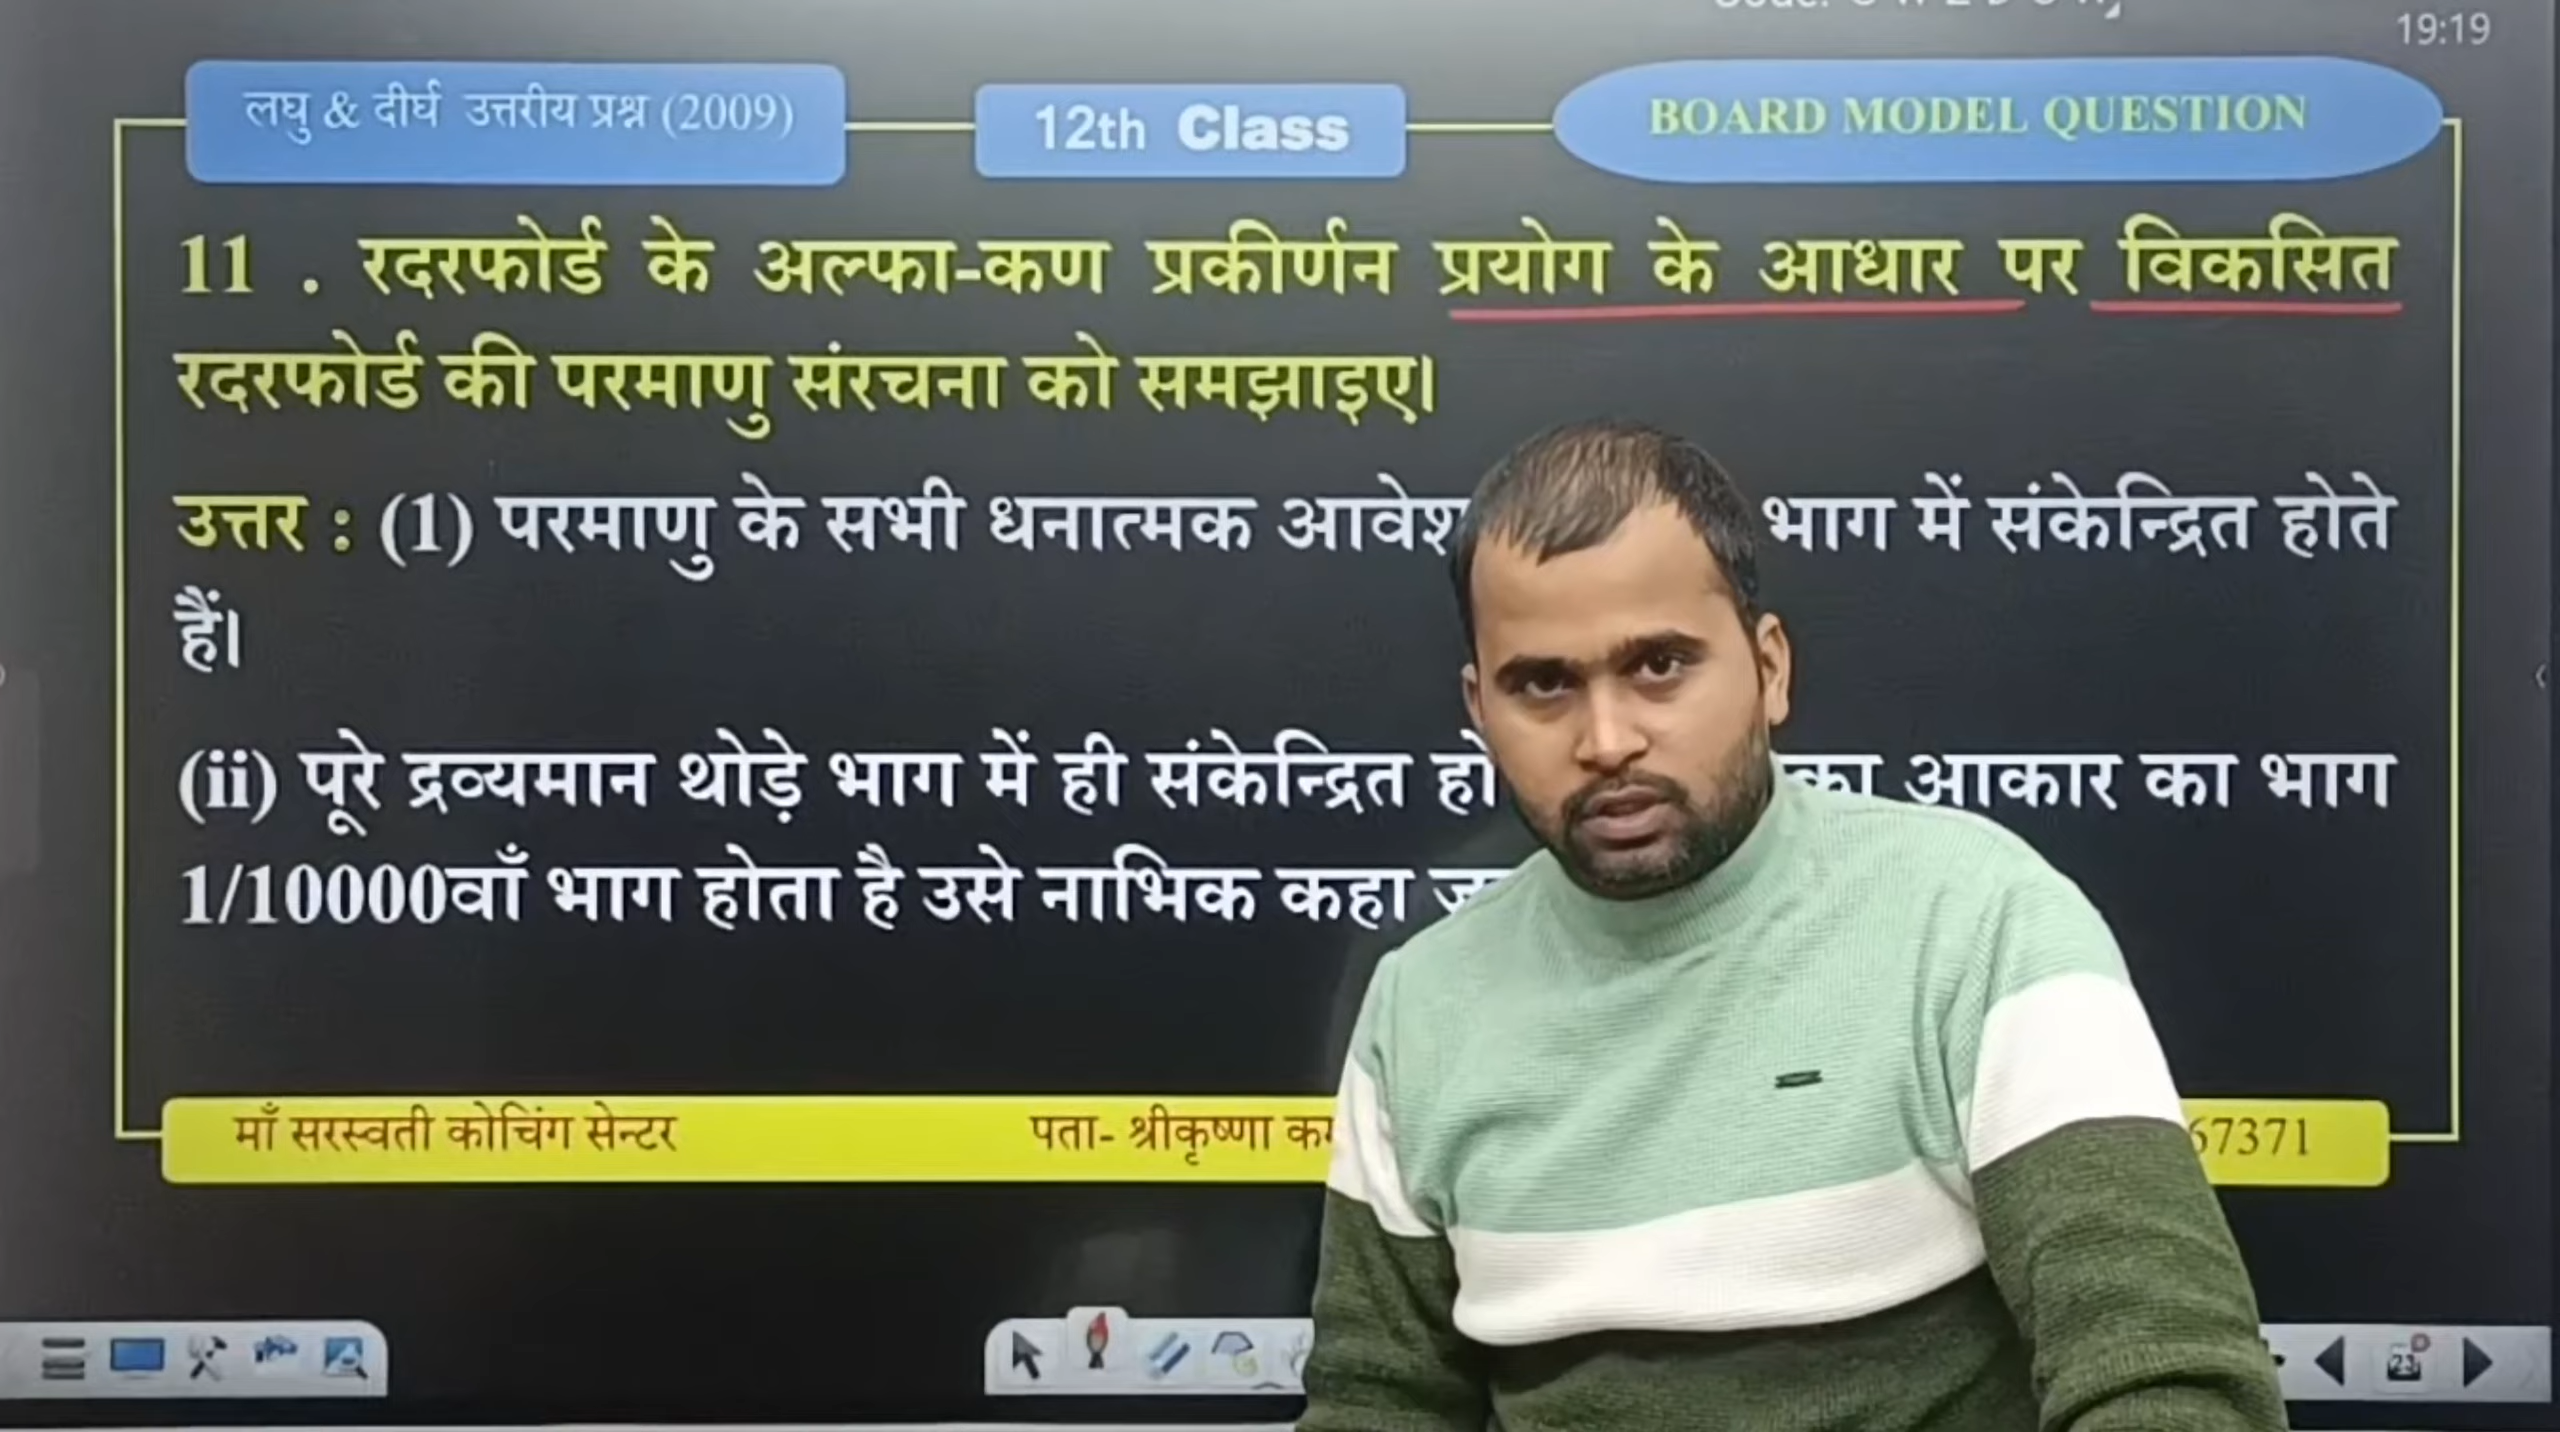 19:19
लघु & दीर्घ उत्तरीय प्रश्न (2009)
12th Class
BOARD MODEL QUESTION
11 . रदरफोर्ड के अल्फा-कण प्रकीर्णन प्रयोग के आधार पर विकसित
रदरफोर्ड की परमाणु संरचना को समझाइए।
उत्तर : (1) परमाणु के सभी धनात्मक आवेश भाग में संकेन्द्रित होते
हैं।
(ii) पूरे द्रव्यमान थोड़े भाग में ही संकेन्द्रित का आकार का भाग
1/10000वाँ भाग होता है उसे नाभिक कहा
माँ सरस्वती कोचिंग सेन्टर
पता- श्रीकृष्णा 67371